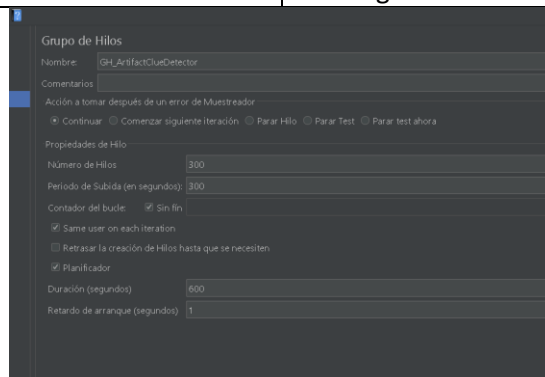 Grupo de Hilos
Nombre: GH_ArtifactClueDetector
Comentarios
Acción a tomar después de un error de Muestreador
Continuar Comenzar siguiente iteración Parar Hilo Parar Test Parar test ahora
Propiedades de Hilo
Número de Hilos 300
Periodo de Subida (en segundos): 300
Contador del bucle: Sin fín
Same user on each iteration
Retrasar la creación de Hilos hasta que se necesiten
Planificador
Duración (segundos) 600
Retardo de arranque (segundos) 1